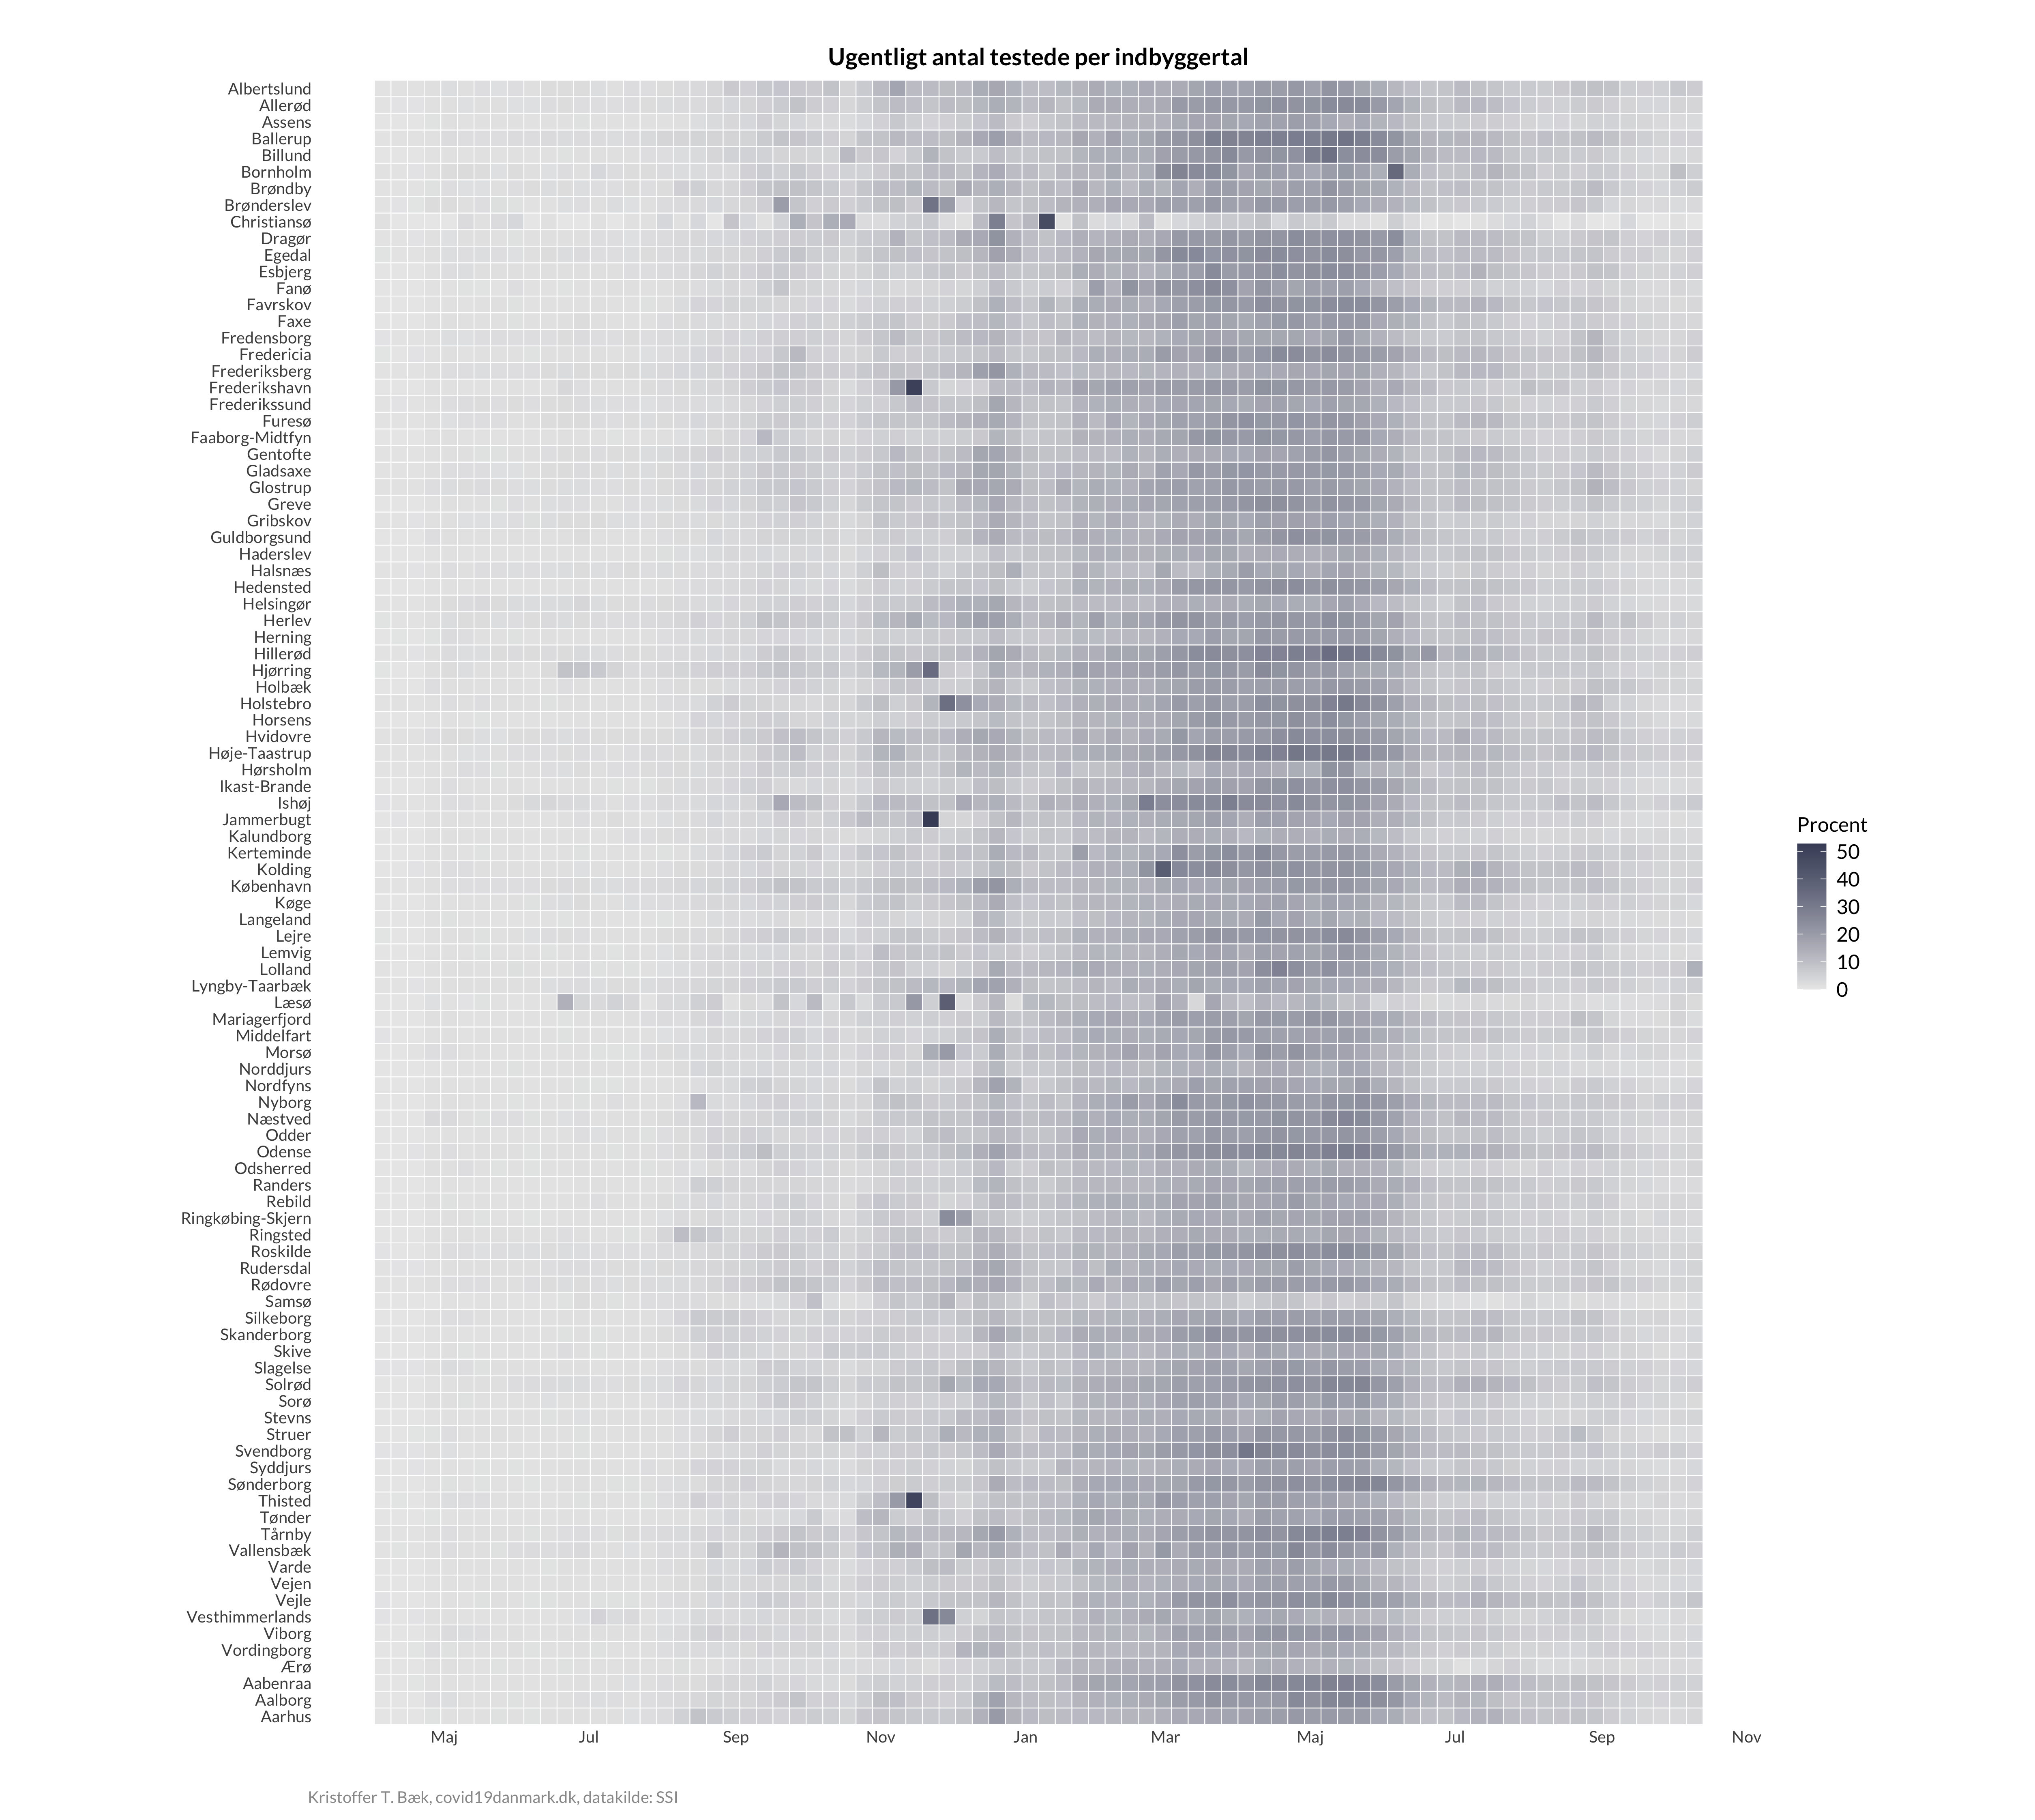 Ugentligt antal testede per indbyggertal
Albertslund
Allerød
Assens
Ballerup
Billund
Bornholm
Brøndby
Brønderslev
Christiansø
Dragør
Egedal
Esbjerg
Fanø
Favrskov
Faxe
Fredensborg
Fredericia
Frederiksberg
Frederikshavn
Frederikssund
Furesø
Faaborg-Midtfyn
Gentofte
Gladsaxe
Glostrup
Greve
Gribskov
Guldborgsund
Haderslev
Halsnæs
Hedensted
Helsingør
Herlev
Herning
Hillerød
Hjørring
Holbæk
Holstebro
Horsens
Hvidovre
Høje-Taastrup
Hørsholm
Ikast-Brande
Ishøj
Jammerbugt
Kalundborg
Kerteminde
Kolding
København
Køge
Langeland
Lejre
Lemvig
Lolland
Lyngby-Taarbæk
Læsø
Mariagerfjord
Middelfart
Morsø
Norddjurs
Nordfyns
Nyborg
Næstved
Odder
Odense
Odsherred
Randers
Rebild
Ringkøbing-Skjern
Ringsted
Roskilde
Rudersdal
Rødovre
Samsø
Silkeborg
Skanderborg
Skive
Slagelse
Solrød
Sorø
Stevns
Struer
Svendborg
Syddjurs
Sønderborg
Thisted
Tønder
Tårnby
Vallensbæk
Varde
Vejen
Vejle
Vesthimmerlands
Viborg
Vordingborg
Ærø
Aabenraa
Aalborg
Aarhus
Maj Jul Sep Nov Jan Mar Maj Jul Sep Nov
Procent
50
40
30
20
10
0
Kristoffer T. Bæk, covid19danmark.dk, datakilde: SSI